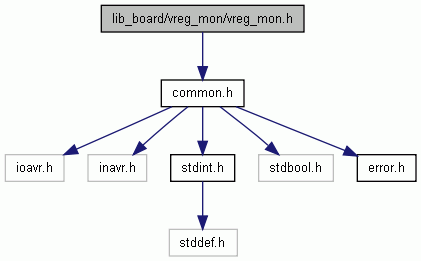 lib_board/vreg_mon/vreg_mon.h
common.h
ioavr.h inavr.h stdint.h stdbool.h error.h
stddef.h